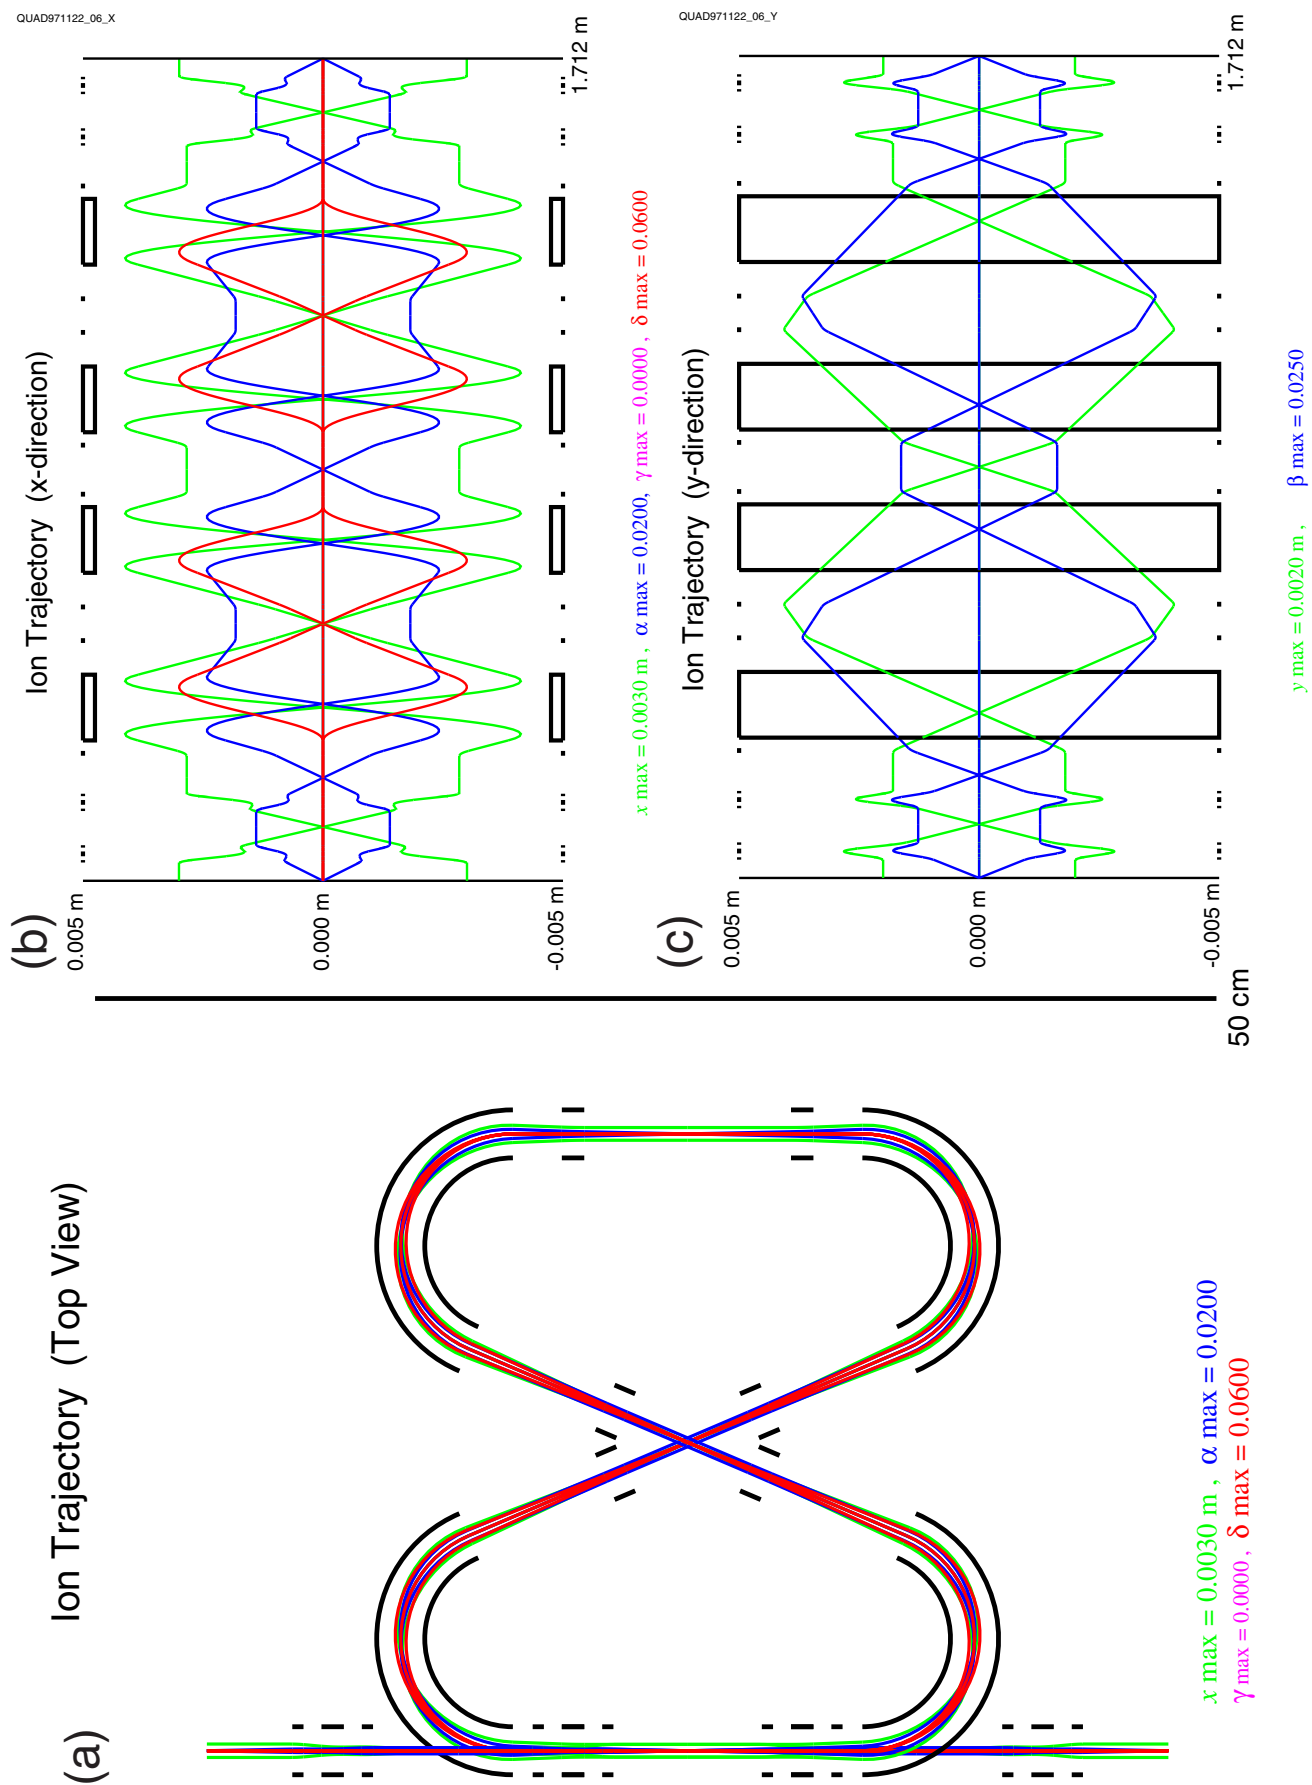 (a)
Ion Trajectory (Top View)
x max = 0.0030 m , α max = 0.0200
γ max = 0.0000 , δ max = 0.0600
50 cm
QUAD971122_06_X
(b)
Ion Trajectory (x-direction)
0.005 m
0.000 m
-0.005 m
1.712 m
x max = 0.0030 m , α max = 0.0200, γ max = 0.0000 , δ max = 0.0600
QUAD971122_06_Y
(c)
Ion Trajectory (y-direction)
0.005 m
0.000 m
-0.005 m
1.712 m
y max = 0.0020 m , β max = 0.0250